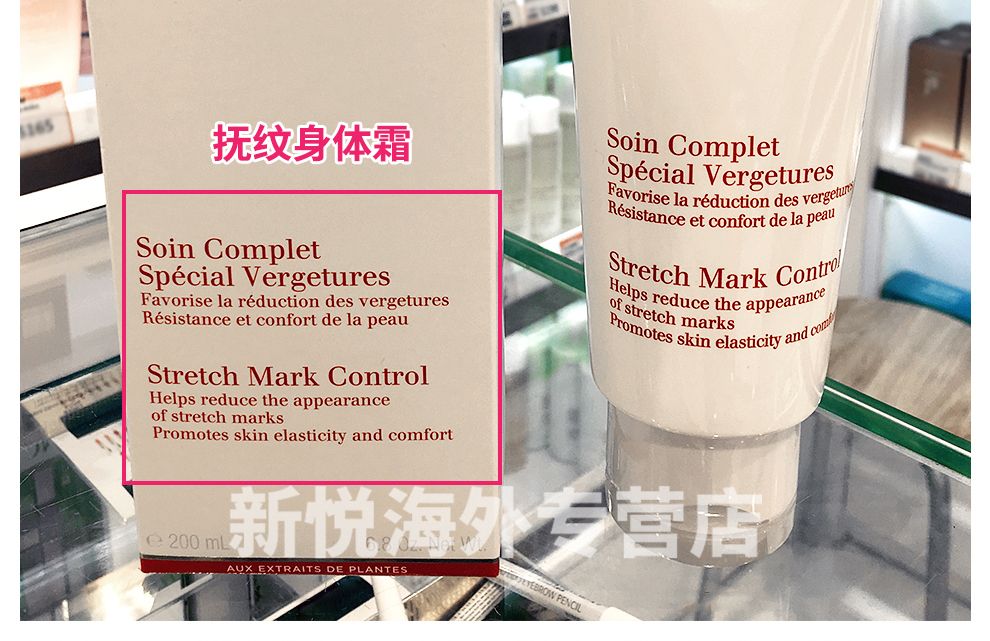 抚纹身体霜
Soin Complet
Spécial Vergetures
Favorise la réduction des vergetures
Résistance et confort de la peau
Stretch Mark Control
Helps reduce the appearance
of stretch marks
Promotes skin elasticity and comfort
℮ 200 mL
6.8 Oz. Net Wt.
AUX EXTRAITS DE PLANTES
Soin Complet
Spécial Vergetures
Favorise la réduction des vergetures
Résistance et confort de la peau
Stretch Mark Control
Helps reduce the appearance
of stretch marks
Promotes skin elasticity and comfort
新悦海外专营店
EYEBROW PENCIL